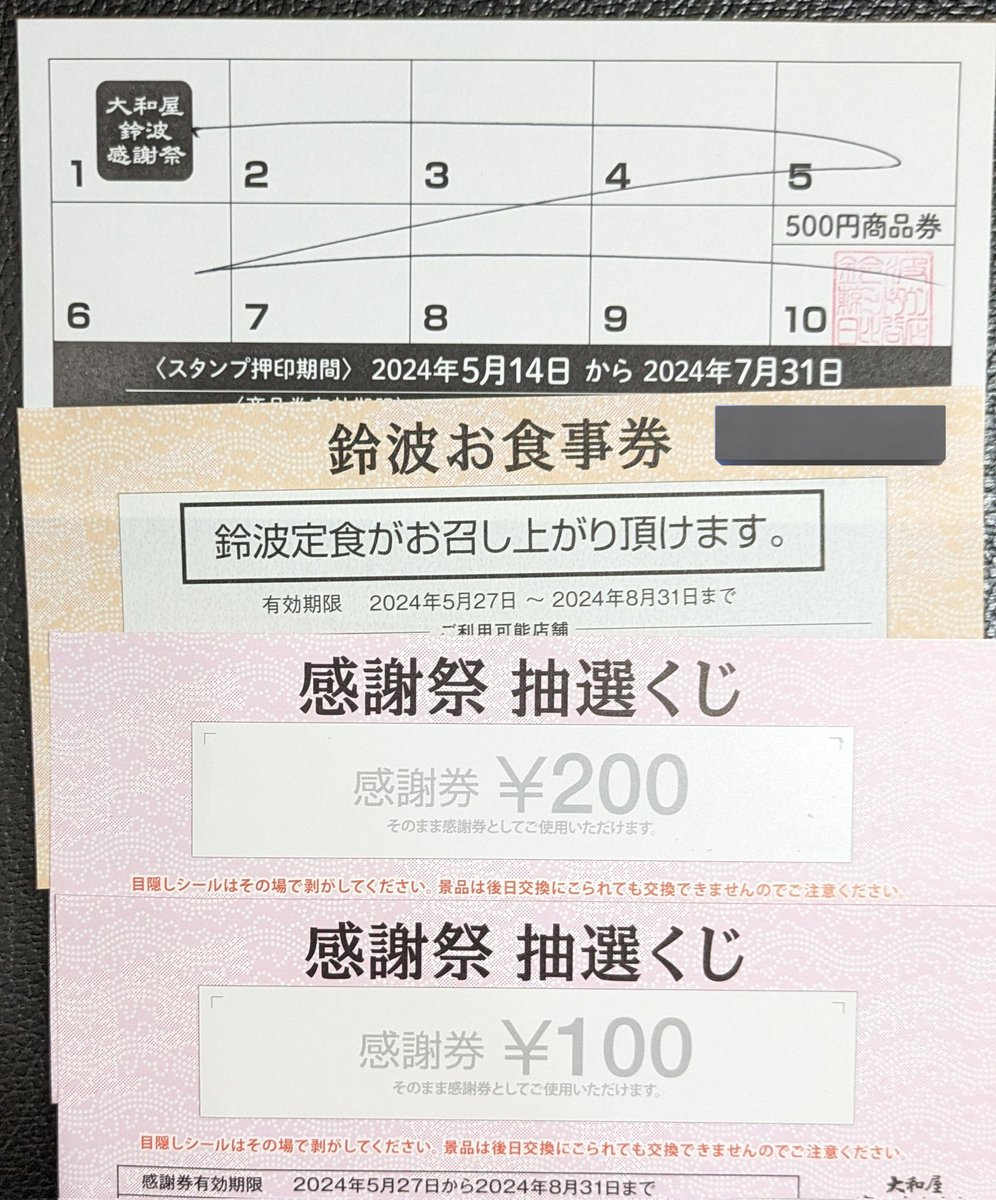 大和屋
鈴波
感謝祭
1
2
3
4
5
500円商品券
6
7
8
9
10
〈スタンプ押印期間〉 2024年5月14日 から 2024年7月31日
鈴波お食事券
鈴波定食がお召し上がり頂けます。
有効期限 2024年5月27日 ~ 2024年8月31日まで
ご利用可能店舗
感謝祭 抽選くじ
感謝券 ¥200
そのまま感謝券としてご使用いただけます。
目隠しシールはその場で剥がしてください。景品は後日交換にこられても交換できませんのでご注意ください。
感謝祭 抽選くじ
感謝券 ¥100
そのまま感謝券としてご使用いただけます。
目隠しシールはその場で剥がしてください。景品は後日交換にこられても交換できませんのでご注意ください。
感謝券有効期限 2024年5月27日から2024年8月31日まで
大和屋